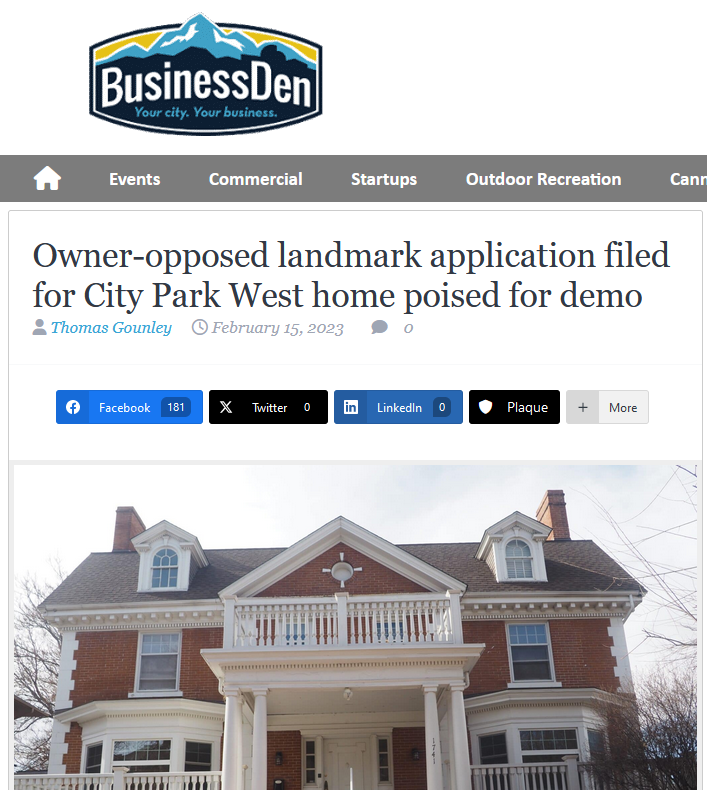 BusinessDen
Your city. Your business.
Events Commercial Startups Outdoor Recreation Cann
Owner-opposed landmark application filed
for City Park West home poised for demo
Thomas Gounley February 15, 2023 0
Facebook 181 Twitter 0 LinkedIn 0 Plaque More
1741